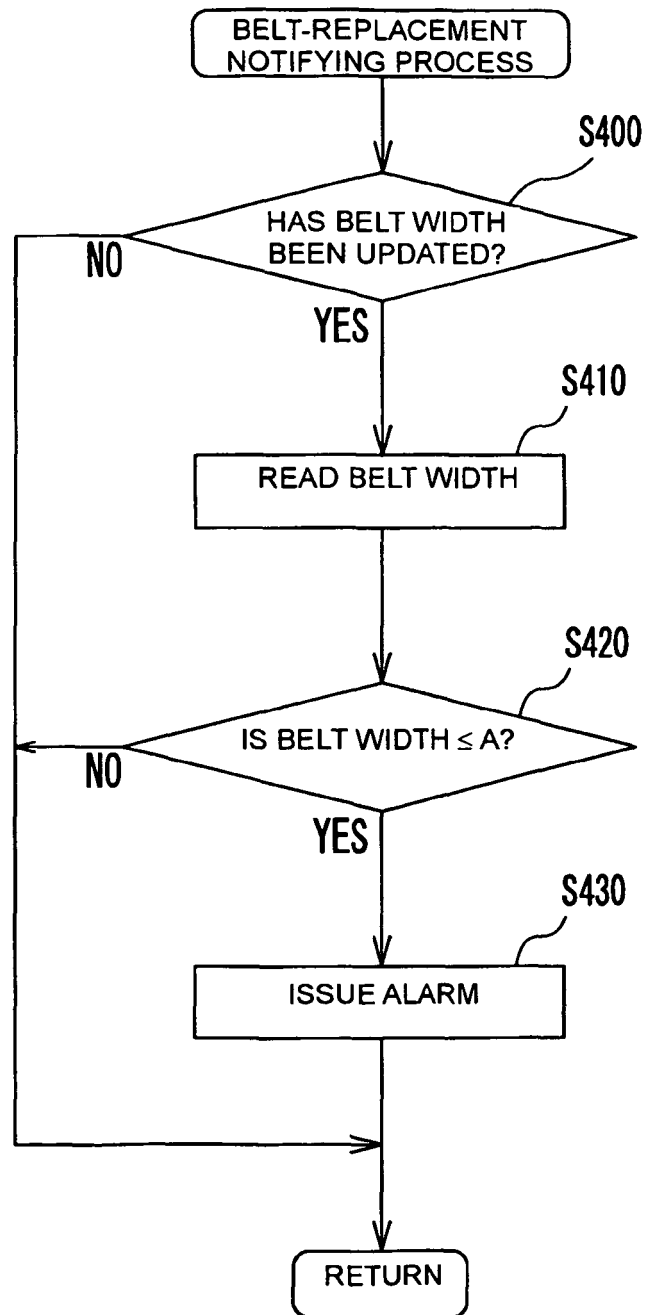 BELT-REPLACEMENT
NOTIFYING PROCESS
S400
HAS BELT WIDTH
BEEN UPDATED?
NO
YES
S410
READ BELT WIDTH
S420
IS BELT WIDTH ≤ A?
NO
YES
S430
ISSUE ALARM
RETURN